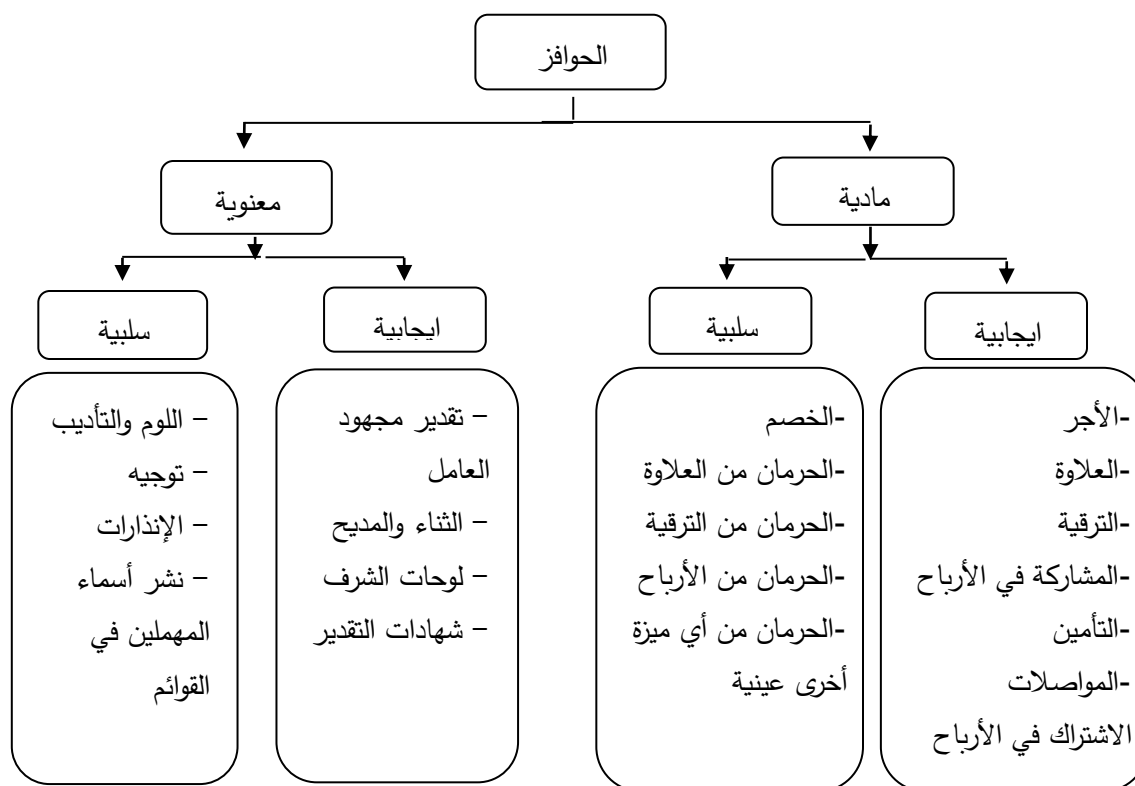 الحوافز
مادية
معنوية
ايجابية
سلبية
ايجابية
سلبية
-الأجر
-العلاوة
-الترقية
-المشاركة في الأرباح
-التأمين
-المواصلات
الاشتراك في الأرباح
-الخصم
-الحرمان من العلاوة
-الحرمان من الترقية
-الحرمان من الأرباح
-الحرمان من أي ميزة
أخرى عينية
– تقدير مجهود
العامل
– الثناء والمديح
– لوحات الشرف
– شهادات التقدير
– اللوم والتأديب
– توجيه
– الإنذارات
– نشر أسماء
المهملين في
القوائم